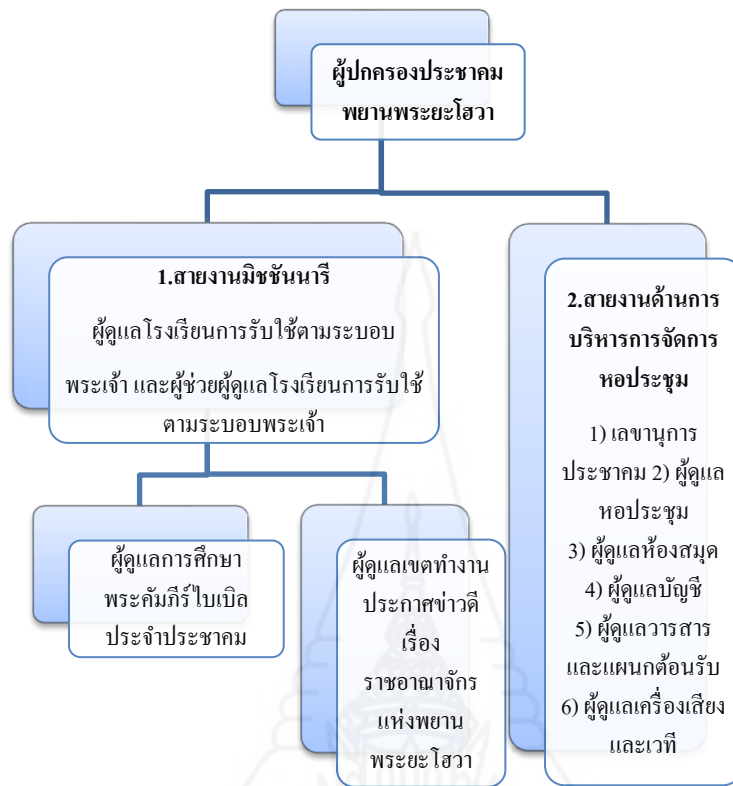 ผู้ปกครองประชาคม
พยานพระยะโฮวา
1.สายงานมิชชันนารี
ผู้ดูแลโรงเรียนการรับใช้ตามระบอบ
พระเจ้า และผู้ช่วยผู้ดูแลโรงเรียนการรับใช้
ตามระบอบพระเจ้า
2.สายงานด้านการ
บริหารการจัดการ
หอประชุม
1) เลขานุการ
ประชาคม 2) ผู้ดูแล
หอประชุม
3) ผู้ดูแลห้องสมุด
4) ผู้ดูแลบัญชี
5) ผู้ดูแลวารสาร
และแผนกต้อนรับ
6) ผู้ดูแลเครื่องเสียง
และเวที
ผู้ดูแลการศึกษา
พระคัมภีร์ไบเบิล
ประจำประชาคม
ผู้ดูแลเขตทำงาน
ประกาศข่าวดี
เรื่อง
ราชอาณาจักร
แห่งพยาน
พระยะโฮวา